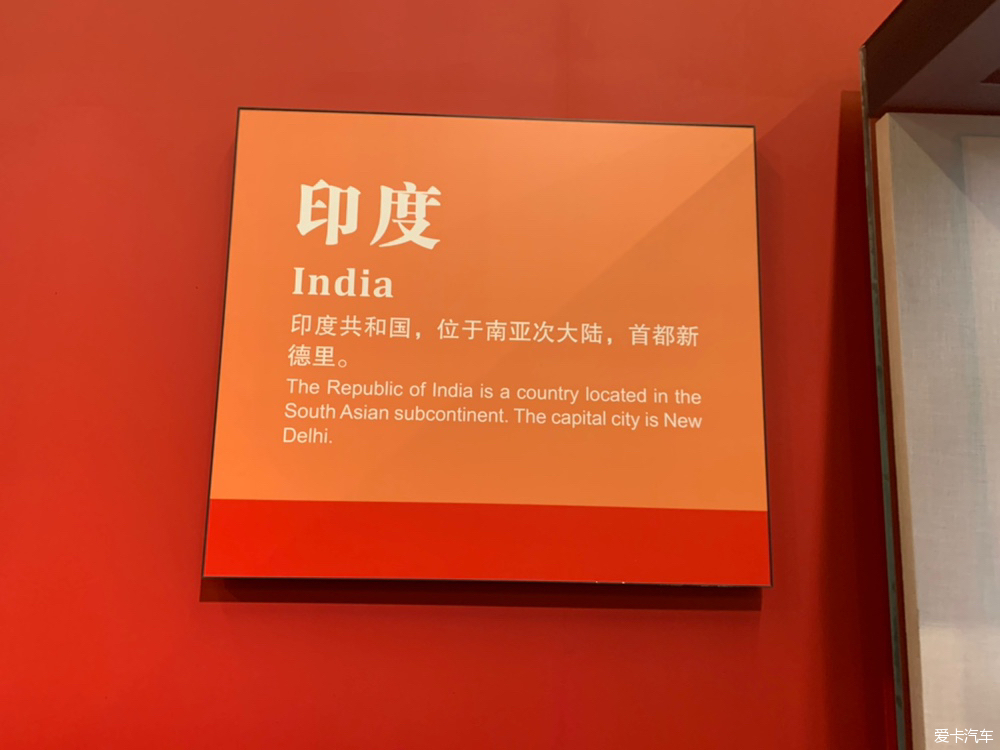 印度
India
印度共和国，位于南亚次大陆，首都新
德里。
The Republic of India is a country located in the
South Asian subcontinent. The capital city is New
Delhi.
爱卡汽车